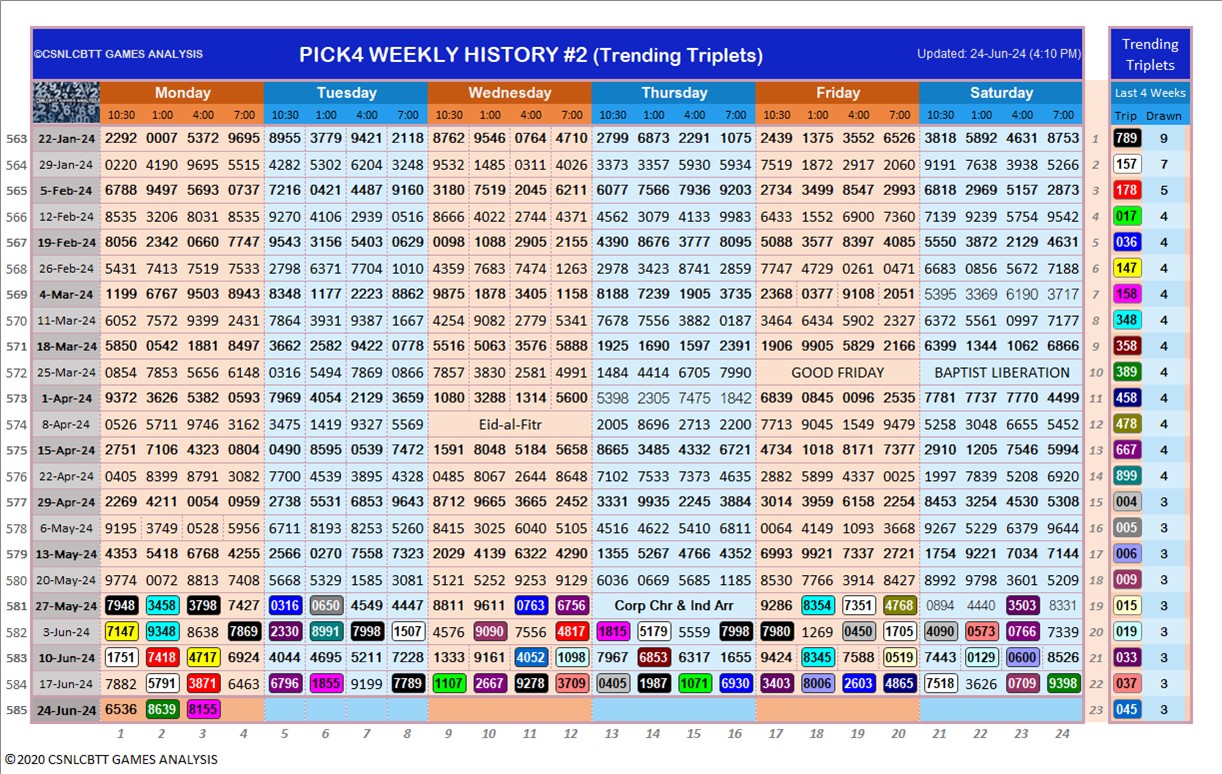 ©CSNLCBTT GAMES ANALYSIS PICK4 WEEKLY HISTORY #2 (Trending Triplets) Updated: 24-Jun-24 (4:10 PM) Trending
Triplets
Monday Tuesday Wednesday Thursday Friday Saturday Last 4 Weeks
10:30 1:00 4:00 7:00 10:30 1:00 4:00 7:00 10:30 1:00 4:00 7:00 10:30 1:00 4:00 7:00 10:30 1:00 4:00 7:00 10:30 1:00 4:00 7:00 Trip Drawn
563 22-Jan-24 2292 0007 5372 9695 8955 3779 9421 2118 8762 9546 0764 4710 2799 6873 2291 1075 2439 1375 3552 6526 3818 5892 4631 8753 1 789 9
564 29-Jan-24 0220 4190 9695 5515 4282 5302 6204 3248 8532 1485 0311 4026 3373 3357 5930 5934 7519 1872 2917 2060 9191 7638 3938 5266 2 157 7
565 5-Feb-24 6788 9497 5693 0737 7216 0421 4487 9160 3180 7519 2045 6211 6077 7566 7936 9203 2734 3499 8547 2993 6818 2969 5157 2873 3 178 5
566 12-Feb-24 8535 3206 8031 8535 9270 4106 2939 0516 8666 4022 2744 4371 4562 3079 4133 9983 6433 1552 6900 7360 7139 9239 5754 9542 4 017 4
567 19-Feb-24 8056 2342 0660 7747 9543 3156 5403 0629 0098 1088 2905 2155 4390 8676 3777 8095 5088 3577 8397 4085 5550 3872 2129 4631 5 036 4
568 26-Feb-24 5431 7413 7519 7533 2798 6371 7704 1010 4359 7683 7474 1263 2978 3423 8741 2859 7747 4729 0261 0471 6683 0856 5672 7188 6 147 4
569 4-Mar-24 1199 6767 9503 8943 8348 1177 2223 8862 9875 1878 3405 1158 8188 7239 1905 3735 2368 0377 9108 2051 5395 3369 6190 3717 7 158 4
570 11-Mar-24 6052 7572 9399 2431 7864 3931 9387 1667 4254 9082 2779 5341 7678 7556 3882 0187 3464 6434 5902 2327 6372 5561 0997 7177 8 348 4
571 18-Mar-24 5850 0542 1881 8497 3662 2582 9422 0778 9516 5063 3576 5888 1925 1690 1597 2391 1906 9905 5829 2166 6399 1344 1062 6866 9 358 4
572 25-Mar-24 0854 7853 5656 6148 0316 5494 7869 0866 7857 3830 2581 4991 1484 4414 6705 7990 GOOD FRIDAY BAPTIST LIBERATION 10 389 4
573 1-Apr-24 9372 3626 5382 0593 7969 4054 2129 3691 1080 3288 1314 5600 5398 2305 7475 1842 6839 0845 0096 2535 7781 7737 7770 4499 11 458 4
574 8-Apr-24 0526 5711 9746 3162 3475 1419 9327 5569 Eid-al-Fitr 2005 8696 2713 2200 7713 9045 1549 9479 5258 3048 6655 5452 12 478 4
575 15-Apr-24 2751 7106 4323 0804 0490 8595 0539 7472 1591 8048 5184 5658 8665 3485 4332 6721 4734 1018 8171 7377 2910 1205 7546 5994 13 667 4
576 22-Apr-24 0405 8399 8791 3082 7700 4539 3895 4328 0485 8067 2644 8648 7102 7533 7373 4635 2882 5899 4337 0025 1997 7839 5208 6920 14 899 4
577 29-Apr-24 2269 4211 0054 0959 2738 5531 6853 9643 9712 9665 3665 2452 3331 9935 2245 3884 3014 3959 6158 2254 8453 3254 4530 5308 15 004 3
578 6-May-24 9195 3749 0528 5956 6711 8193 8253 5260 8415 3025 6040 5105 4516 4622 5410 6811 0064 4149 1093 3668 9267 5229 6379 9644 16 005 3
579 13-May-24 4353 5418 6768 4255 2566 0270 7558 7323 2029 4139 6322 4290 1355 5267 4766 4352 6993 9921 7337 2721 1754 9221 7034 7144 17 006 3
580 20-May-24 9774 0072 8813 7408 5668 5329 1585 3081 5121 5252 9253 9129 6036 0669 5685 1185 8530 7766 3914 8427 8992 9798 3601 5209 18 009 3
581 27-May-24 7948 3458 3798 7427 0316 0650 4549 4447 8811 9611 0763 6756 Corp Chr & Ind Arr 9286 8354 7351 4768 0894 4440 3503 8331 19 015 3
582 3-Jun-24 7147 9348 8638 7869 2330 8991 7998 1507 4576 9090 7556 4817 1815 5179 5559 7998 7980 1269 0450 1705 4090 0573 0766 7339 20 019 3
583 10-Jun-24 1751 7418 4717 6924 4044 4695 5211 7228 1333 9161 4052 1098 7967 6853 6317 1655 9424 8345 7588 0519 7443 0129 0600 8526 21 033 3
584 17-Jun-24 7882 5791 3871 6463 6796 1855 9199 7789 1107 2667 9278 3709 0405 1987 1071 6930 3403 8006 2603 4865 7518 3626 0709 9398 22 037 3
585 24-Jun-24 6536 8639 8155 23 045 3
1 2 3 4 5 6 7 8 9 10 11 12 13 14 15 16 17 18 19 20 21 22 23 24
©2020 CSNLCBTT GAMES ANALYSIS